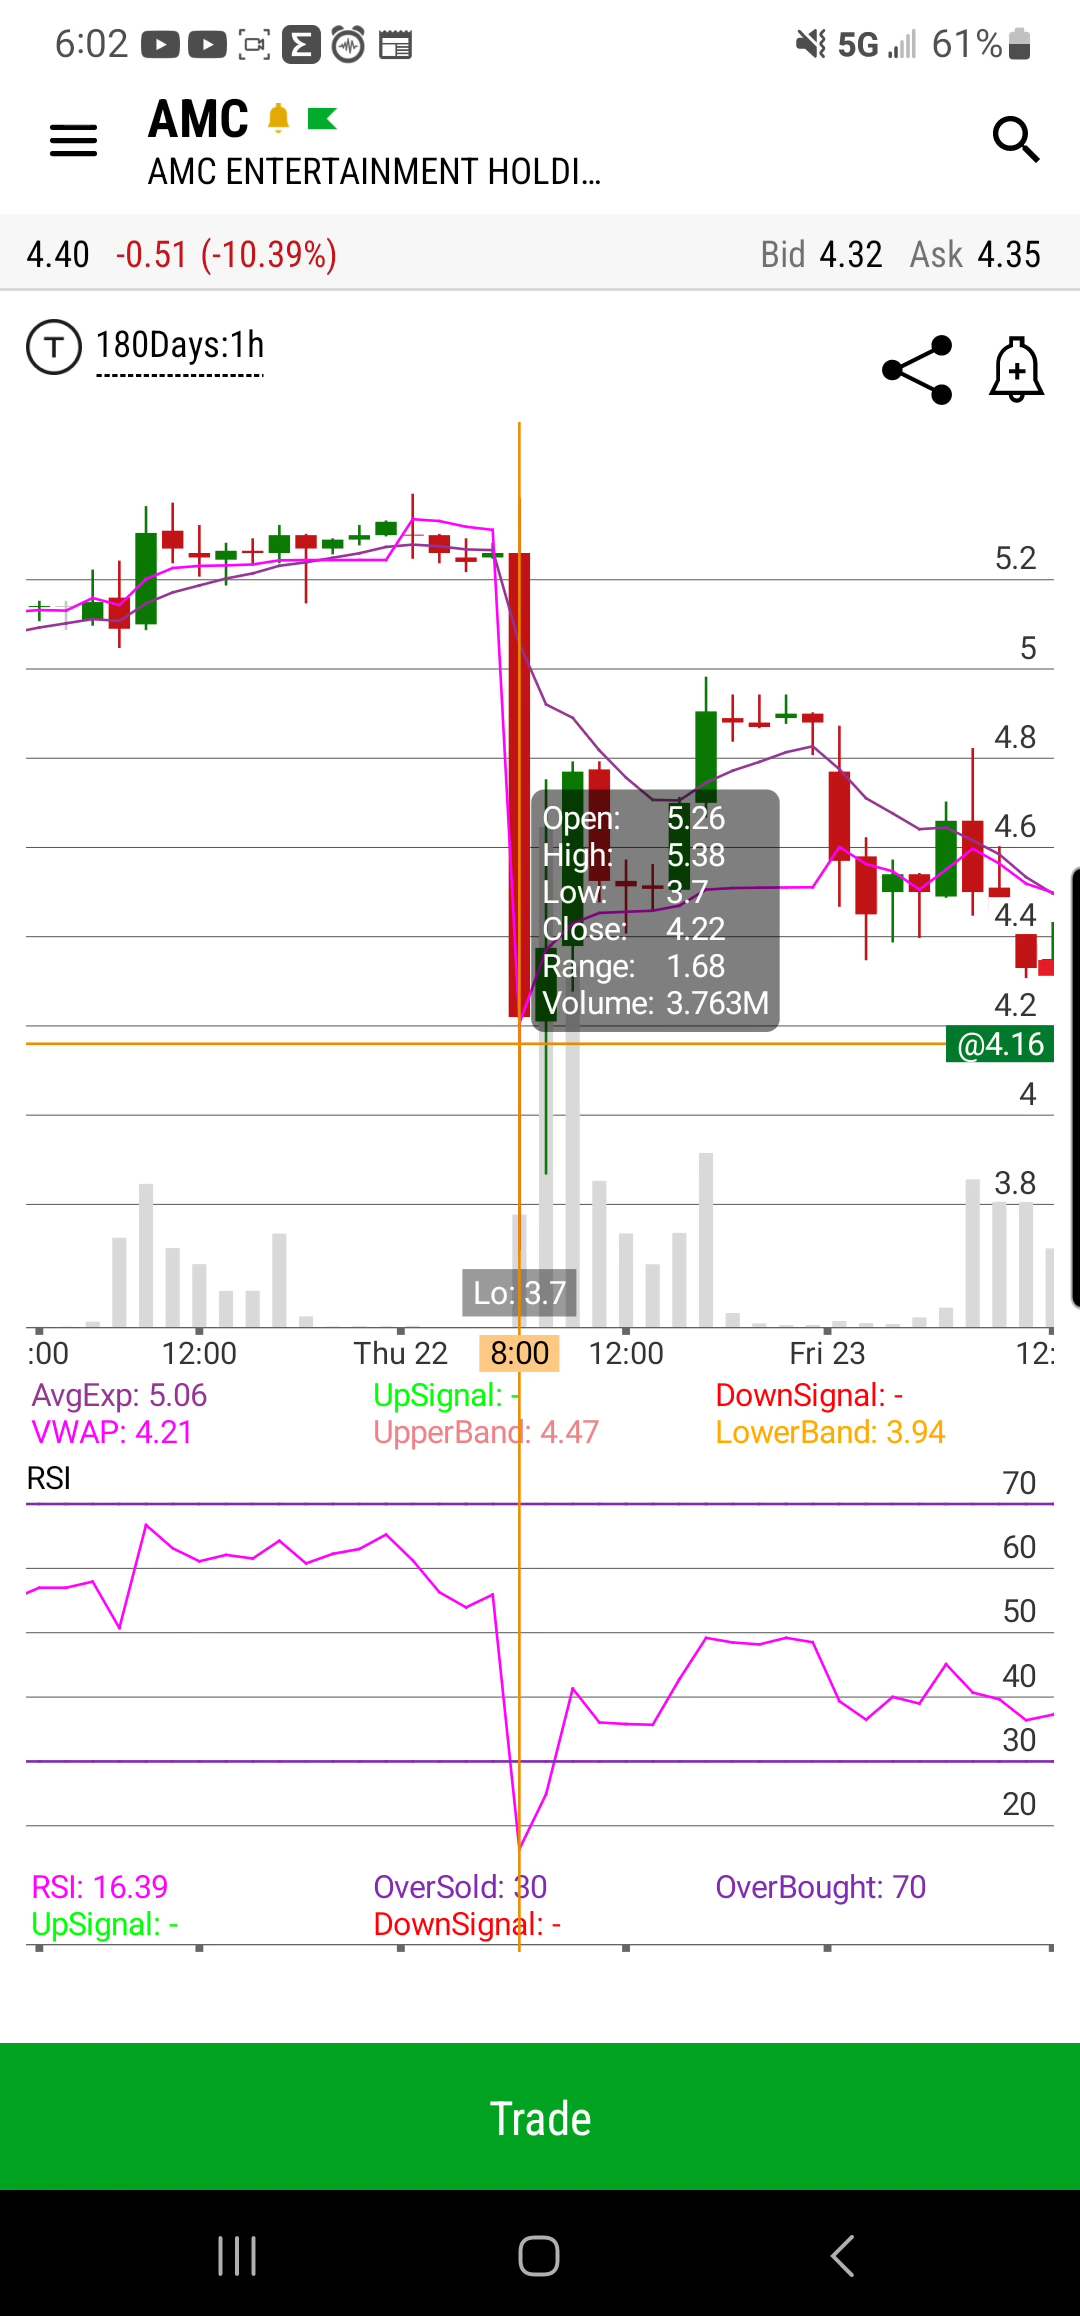 6:02
5G
61%
AMC
AMC ENTERTAINMENT HOLDI...
4.40 -0.51 (-10.39%) Bid 4.32 Ask 4.35
T 180Days:1h
5.2
5
4.8
4.6
4.4
4.2
@4.16
4
3.8
Open: 5.26
High: 5.38
Low: 3.7
Close: 4.22
Range: 1.68
Volume: 3.763M
Lo: 3.7
:00 12:00 Thu 22 8:00 12:00 Fri 23 12:
AvgExp: 5.06 UpSignal: - DownSignal: -
VWAP: 4.21 UpperBand: 4.47 LowerBand: 3.94
RSI
70
60
50
40
30
20
RSI: 16.39 OverSold: 30 OverBought: 70
UpSignal: - DownSignal: -
Trade